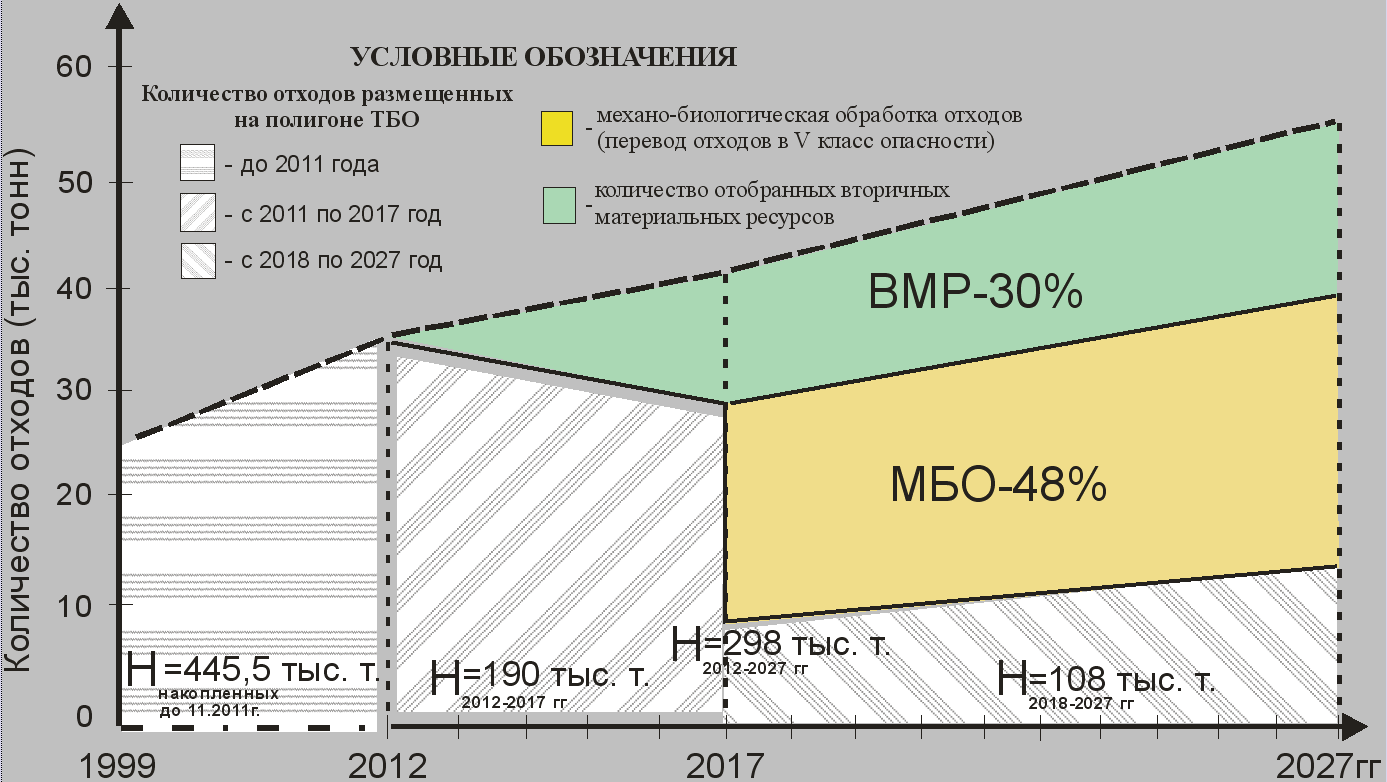 УСЛОВНЫЕ ОБОЗНАЧЕНИЯ
Количество отходов размещенных
на полигоне ТБО
- до 2011 года
- с 2011 по 2017 год
- с 2018 по 2027 год
- механо-биологическая обработка отходов
(перевод отходов в V класс опасности)
- количество отобранных вторичных
материальных ресурсов
Количество отходов (тыс. тонн)
60
50
40
30
20
10
0
ВМР-30%
МБО-48%
Н=445,5 тыс. т.
накопленных
до 11.2011г.
Н=190 тыс. т.
2012-2017 гг
Н=298 тыс. т.
2012-2027 гг
Н=108 тыс. т.
2018-2027 гг
1999
2012
2017
2027гг